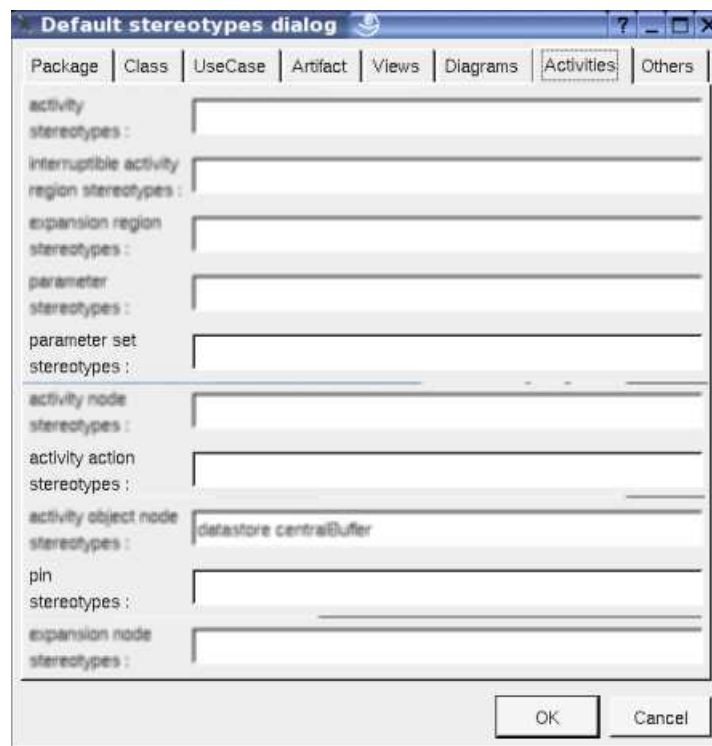 Default stereotypes dialog
Package Class UseCase Artifact Views Diagrams Activities Others
activity
stereotypes :
interruptible activity
region stereotypes :
expansion region
stereotypes :
parameter
stereotypes :
parameter set
stereotypes :
activity node
stereotypes :
activity action
stereotypes :
activity object node
stereotypes :
datastore centralBuffer
pin
stereotypes :
expansion node
stereotypes :
OK Cancel